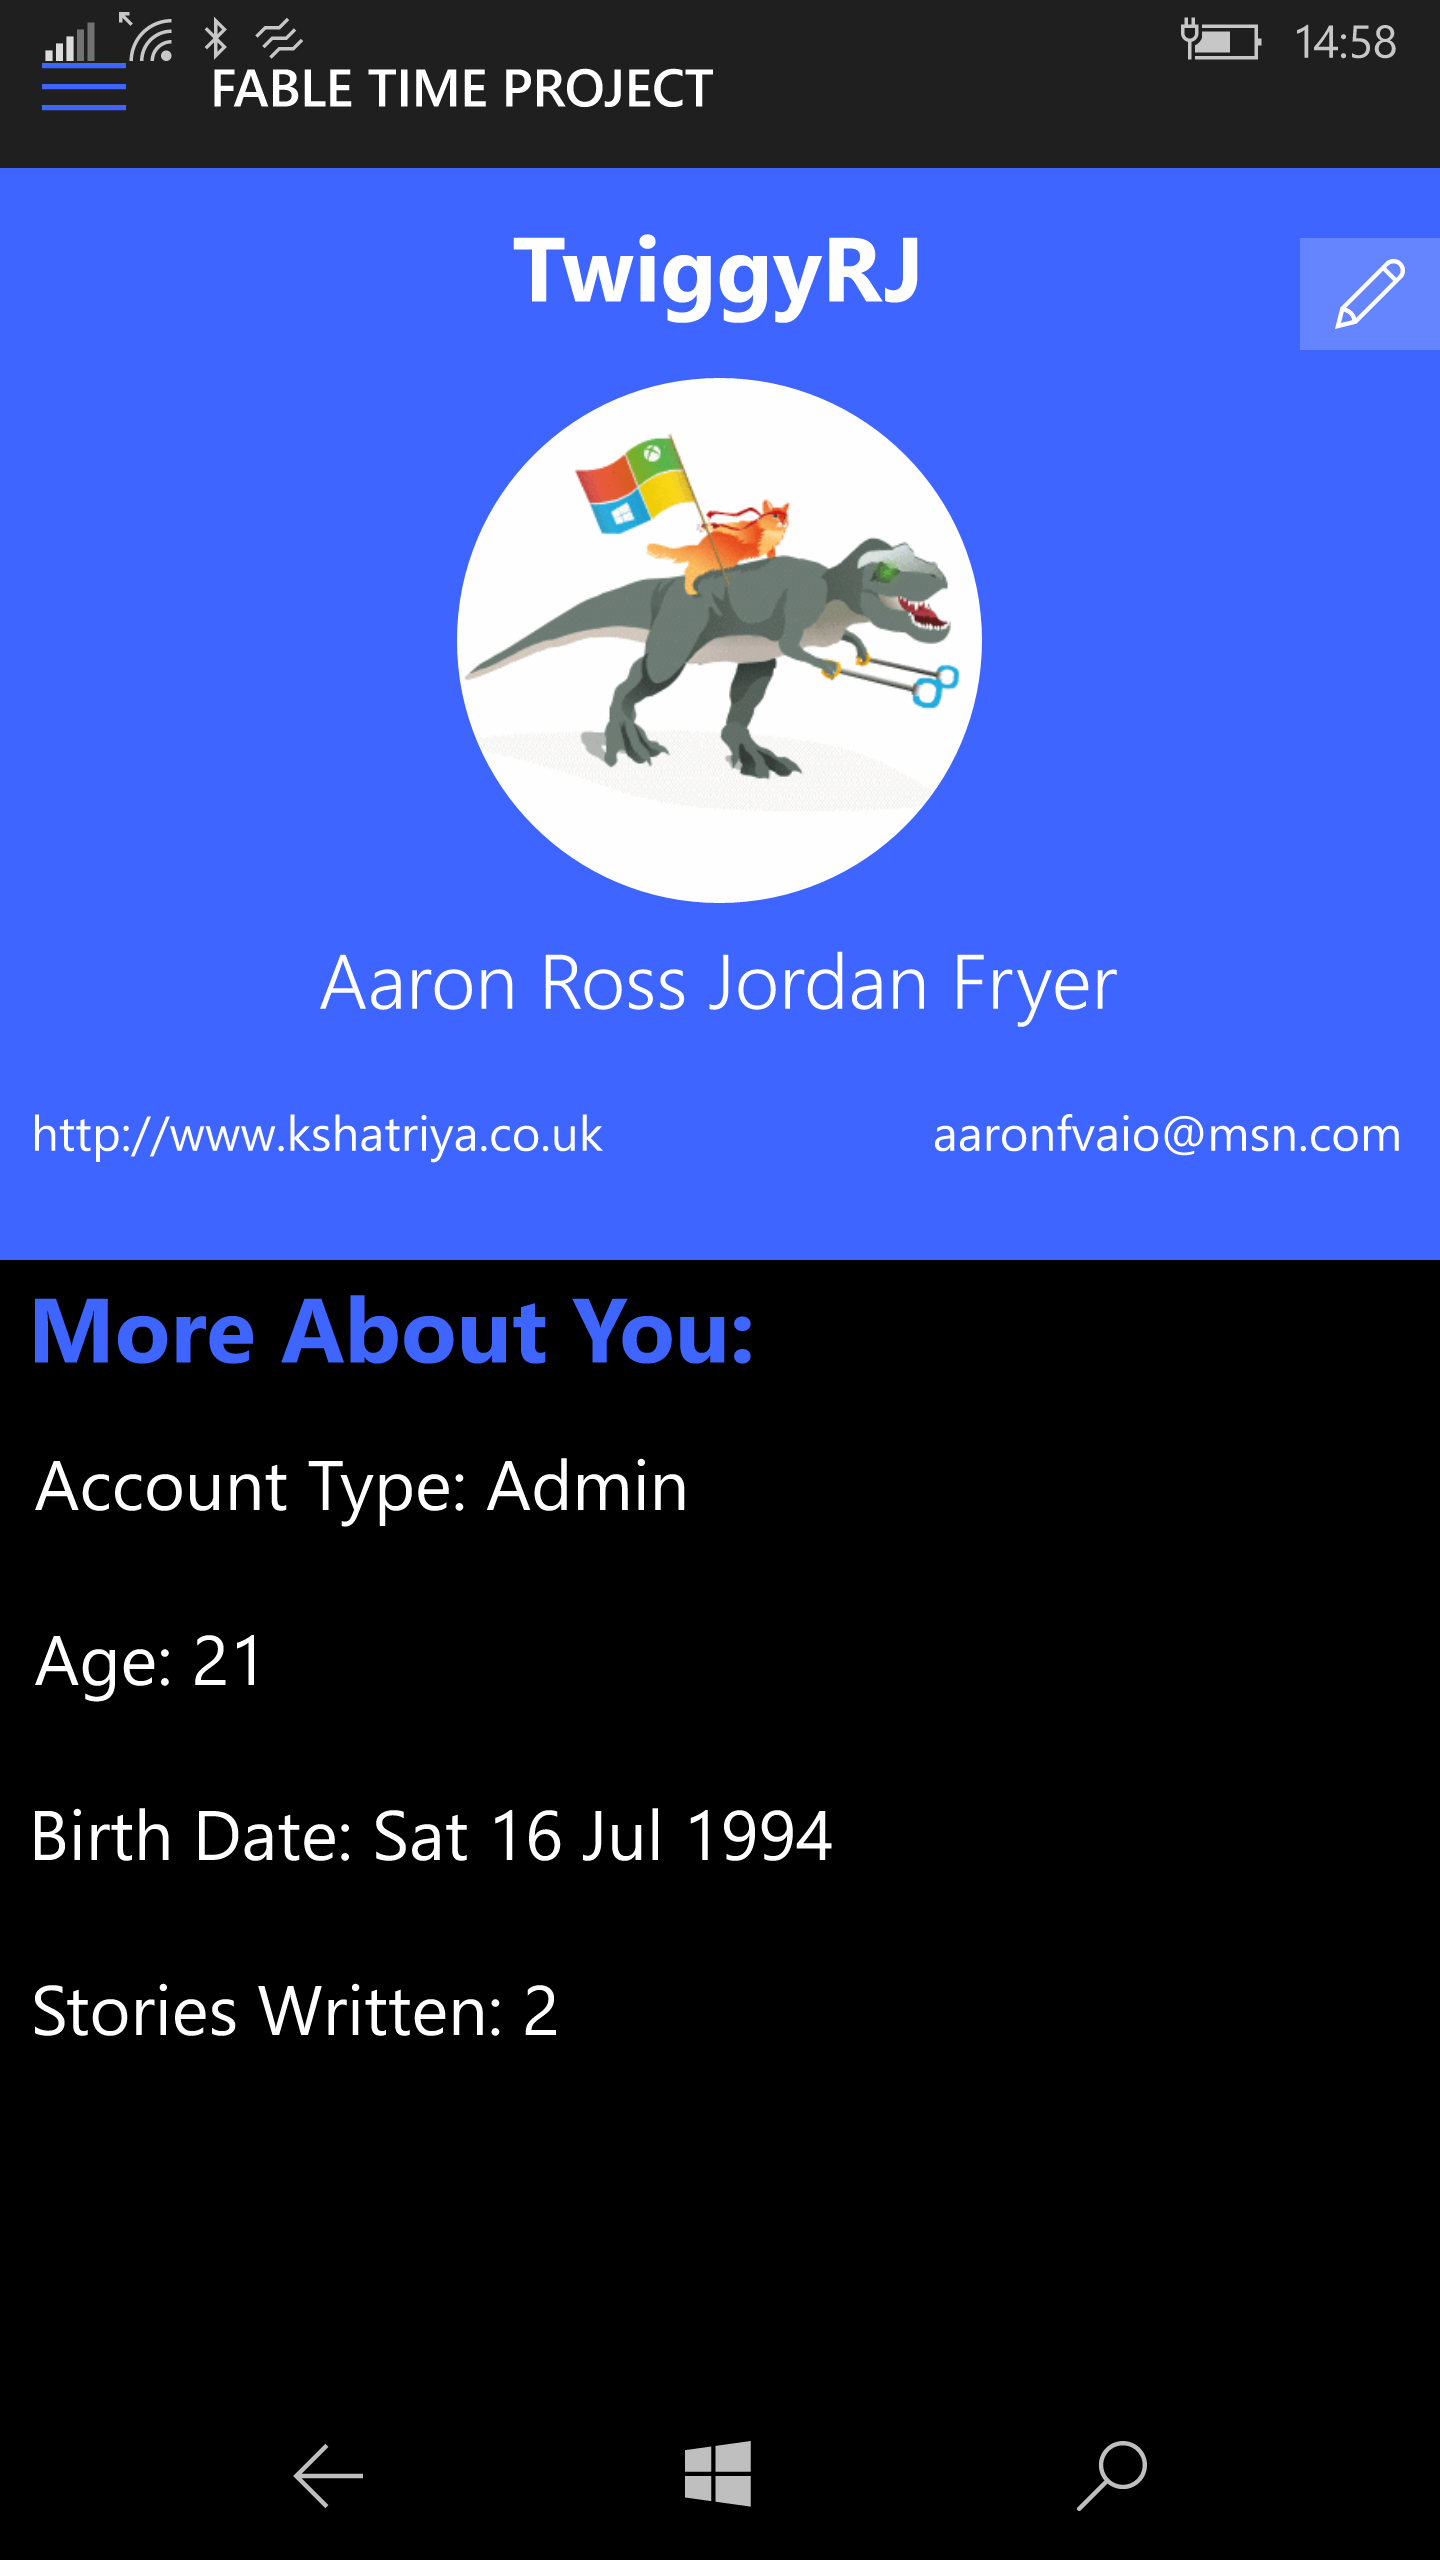 14:58
FABLE TIME PROJECT
TwiggyRJ
Aaron Ross Jordan Fryer
http://www.kshatriya.co.uk
aaronfvaio@msn.com
More About You:
Account Type: Admin
Age: 21
Birth Date: Sat 16 Jul 1994
Stories Written: 2